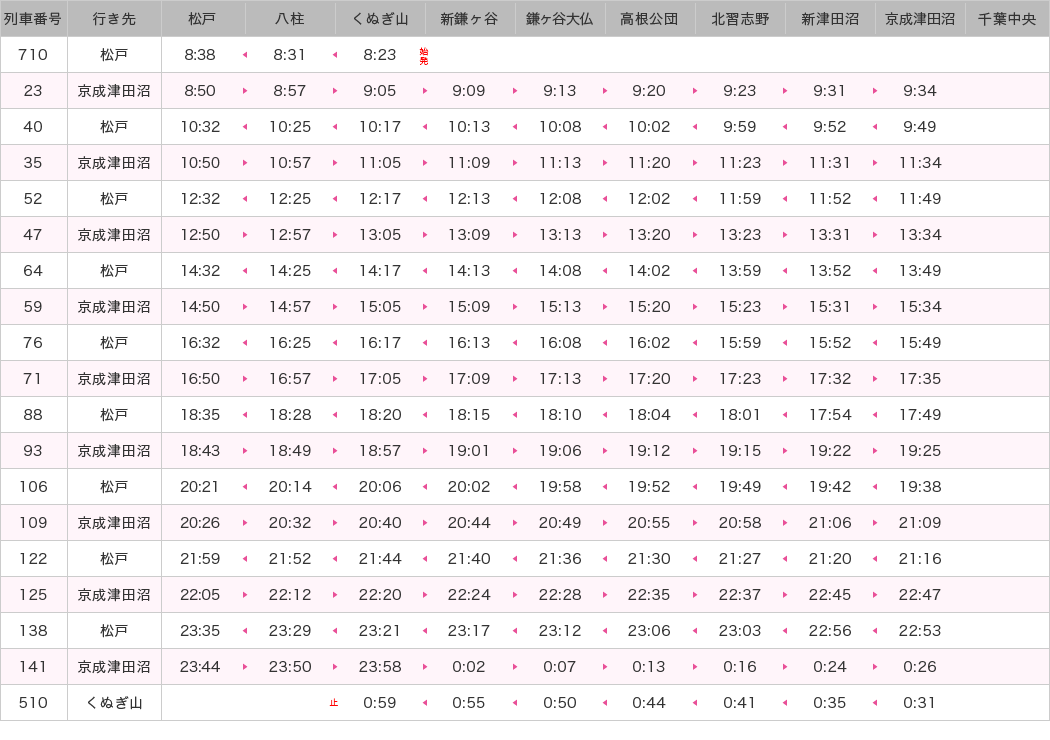 列車番号 行き先 松戸 八柱 くぬぎ山 新鎌ヶ谷 鎌ヶ谷大仏 高根公団 北習志野 新津田沼 京成津田沼 千葉中央
710 松戸 8:38 8:31 8:23 始発
23 京成津田沼 8:50 8:57 9:05 9:09 9:13 9:20 9:23 9:31 9:34
40 松戸 10:32 10:25 10:17 10:13 10:08 10:02 9:59 9:52 9:49
35 京成津田沼 10:50 10:57 11:05 11:09 11:13 11:20 11:23 11:31 11:34
52 松戸 12:32 12:25 12:17 12:13 12:08 12:02 11:59 11:52 11:49
47 京成津田沼 12:50 12:57 13:05 13:09 13:13 13:20 13:23 13:31 13:34
64 松戸 14:32 14:25 14:17 14:13 14:08 14:02 13:59 13:52 13:49
59 京成津田沼 14:50 14:57 15:05 15:09 15:13 15:20 15:23 15:31 15:34
76 松戸 16:32 16:25 16:17 16:13 16:08 16:02 15:59 15:52 15:49
71 京成津田沼 16:50 16:57 17:05 17:09 17:13 17:20 17:23 17:32 17:35
88 松戸 18:35 18:28 18:20 18:15 18:10 18:04 18:01 17:54 17:49
93 京成津田沼 18:43 18:49 18:57 19:01 19:06 19:12 19:15 19:22 19:25
106 松戸 20:21 20:14 20:06 20:02 19:58 19:52 19:49 19:42 19:38
109 京成津田沼 20:26 20:32 20:40 20:44 20:49 20:55 20:58 21:06 21:09
122 松戸 21:59 21:52 21:44 21:40 21:36 21:30 21:27 21:20 21:16
125 京成津田沼 22:05 22:12 22:20 22:24 22:28 22:35 22:37 22:45 22:47
138 松戸 23:35 23:29 23:21 23:17 23:12 23:06 23:03 22:56 22:53
141 京成津田沼 23:44 23:50 23:58 0:02 0:07 0:13 0:16 0:24 0:26
510 くぬぎ山 止 0:59 0:55 0:50 0:44 0:41 0:35 0:31